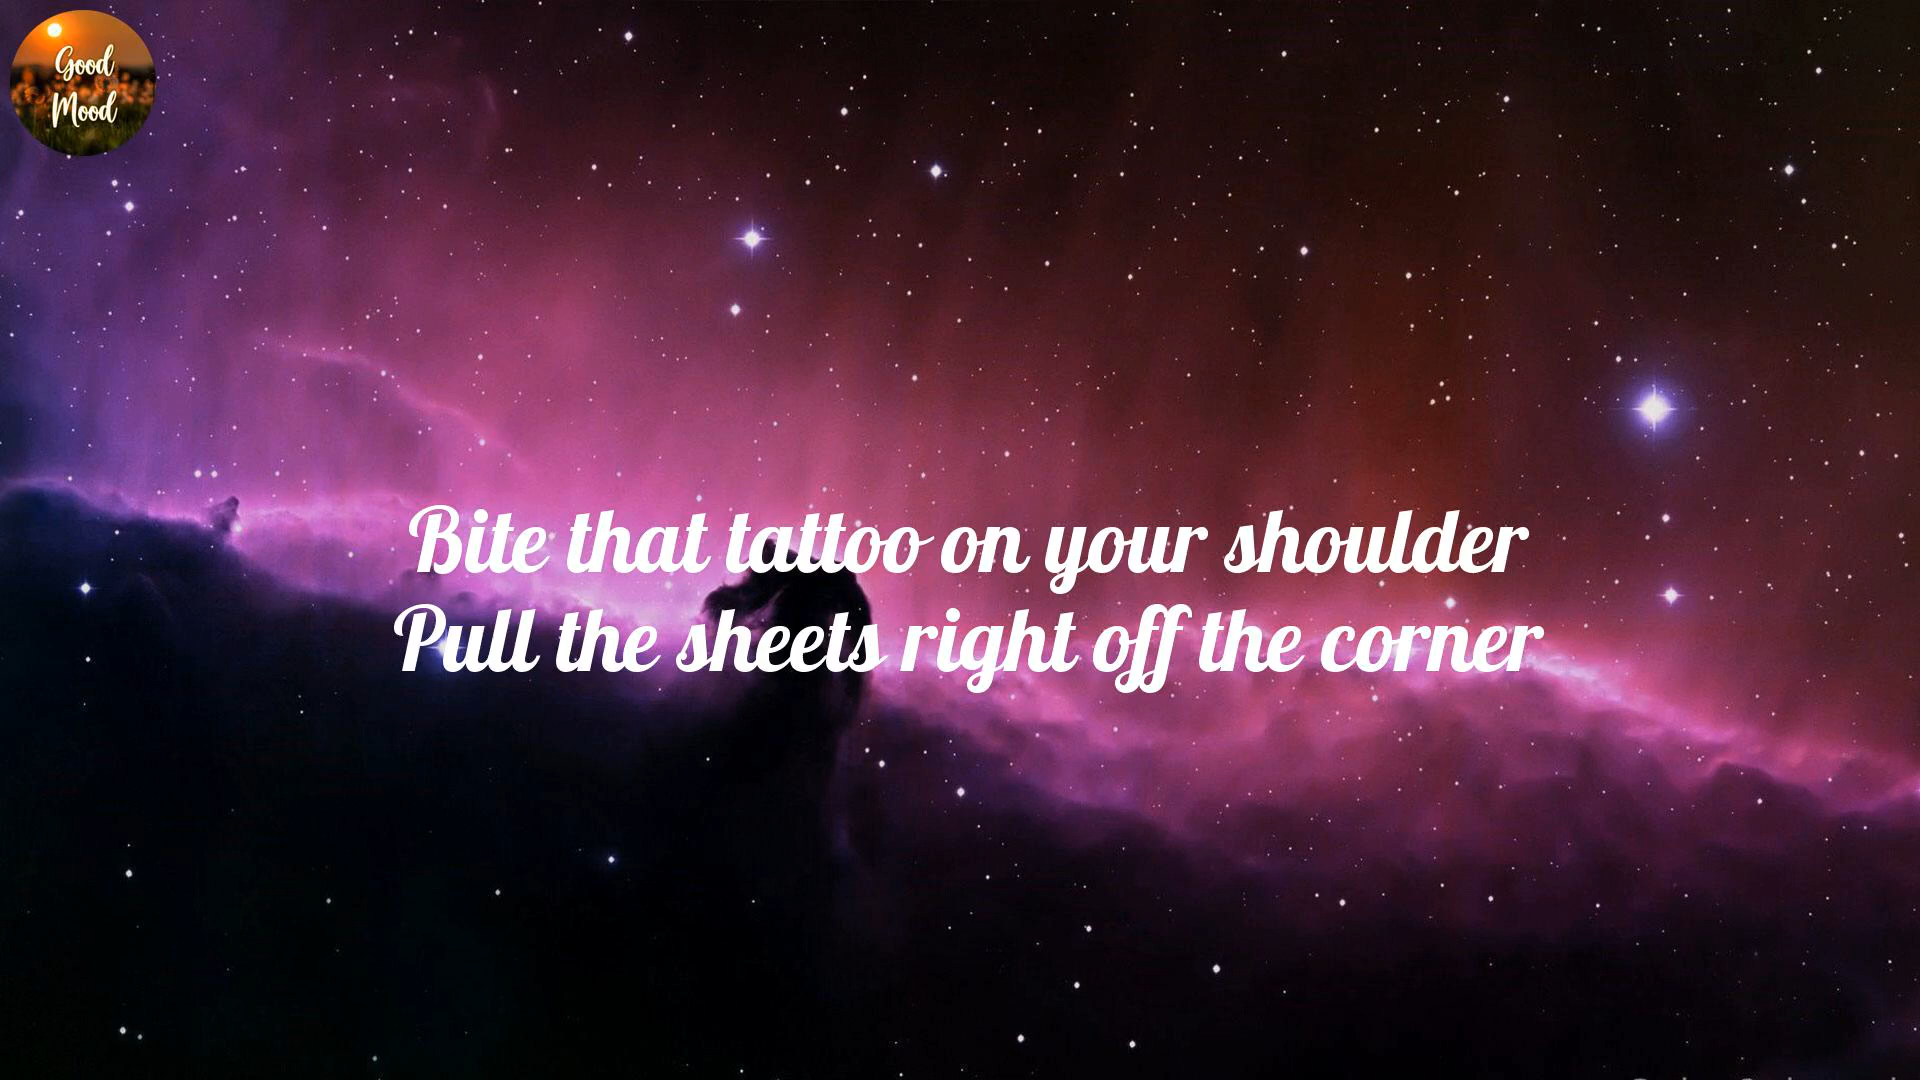 Good
Mood
Bite that tattoo on your shoulder
Pull the sheets right off the corner